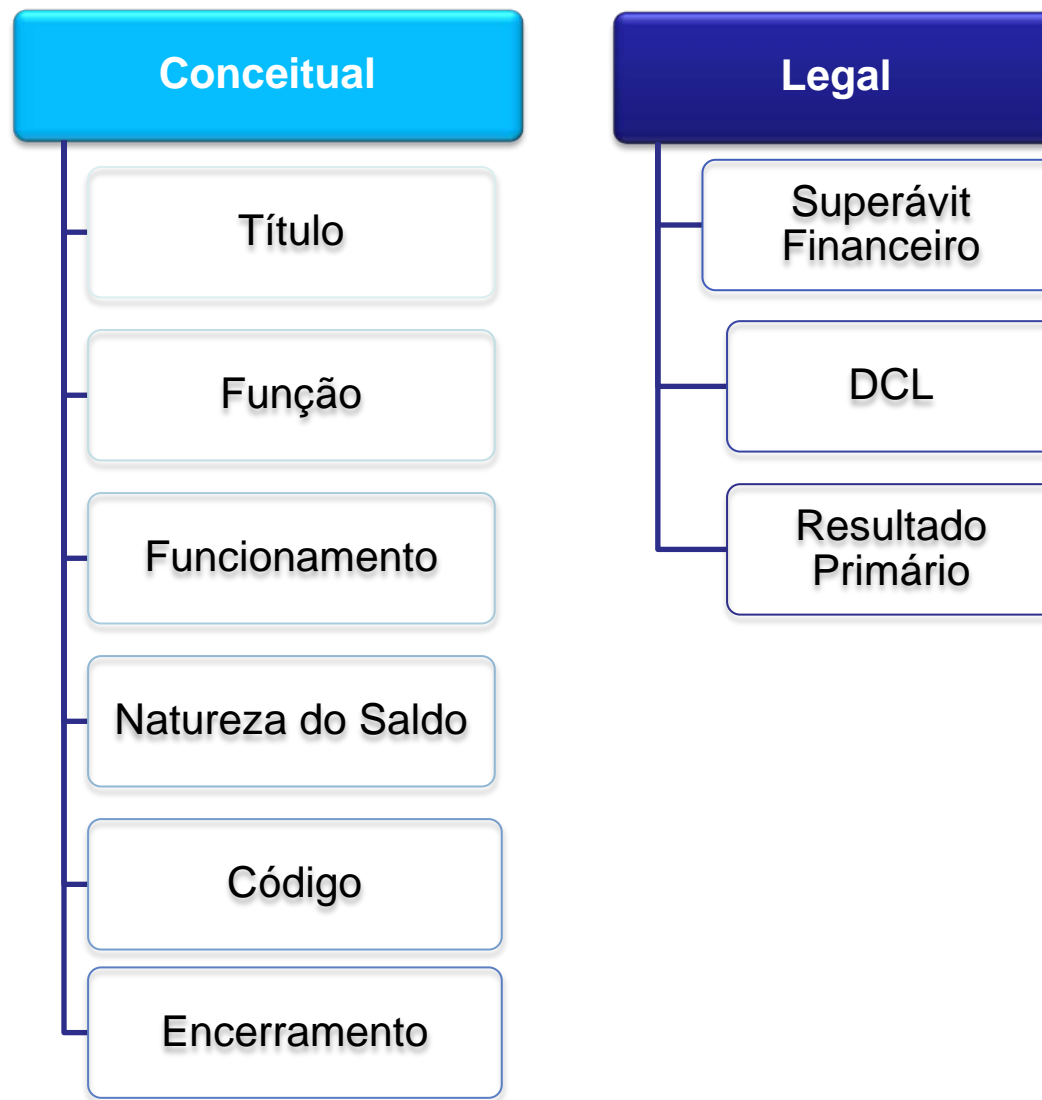 Conceitual
Título
Função
Funcionamento
Natureza do Saldo
Código
Encerramento
Legal
Superávit
Financeiro
DCL
Resultado
Primário